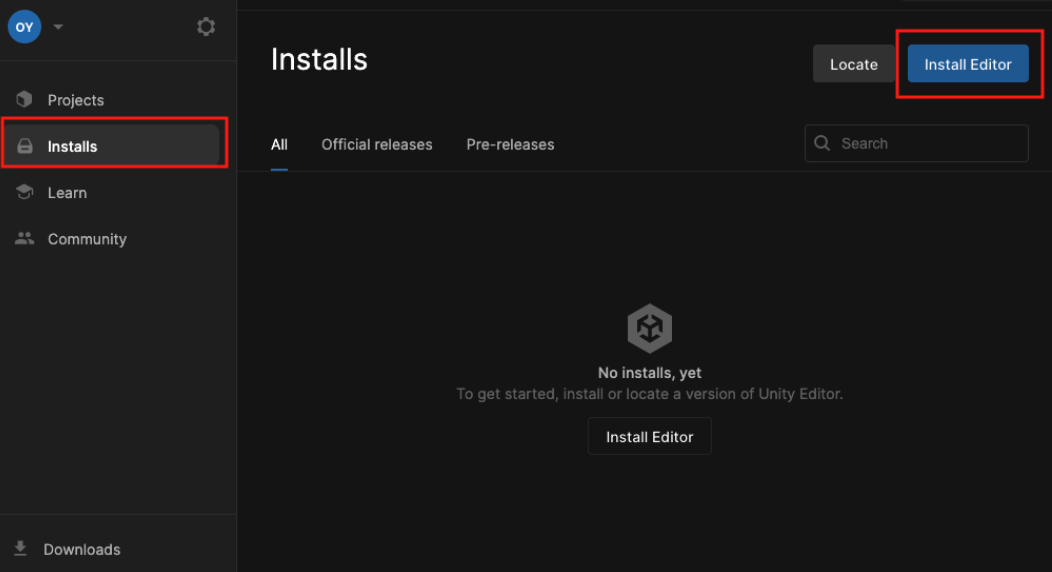 OY
Projects
Installs
Learn
Community
Downloads
Installs
Locate
Install Editor
All
Official releases
Pre-releases
Search
No installs, yet
To get started, install or locate a version of Unity Editor.
Install Editor